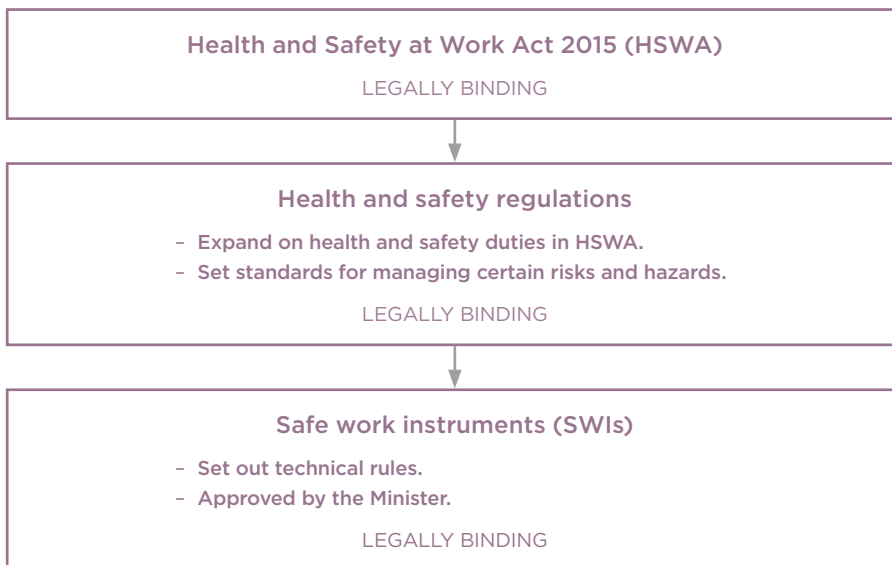 Health and Safety at Work Act 2015 (HSWA)
LEGALLY BINDING
Health and safety regulations
– Expand on health and safety duties in HSWA.
– Set standards for managing certain risks and hazards.
LEGALLY BINDING
Safe work instruments (SWIs)
– Set out technical rules.
– Approved by the Minister.
LEGALLY BINDING